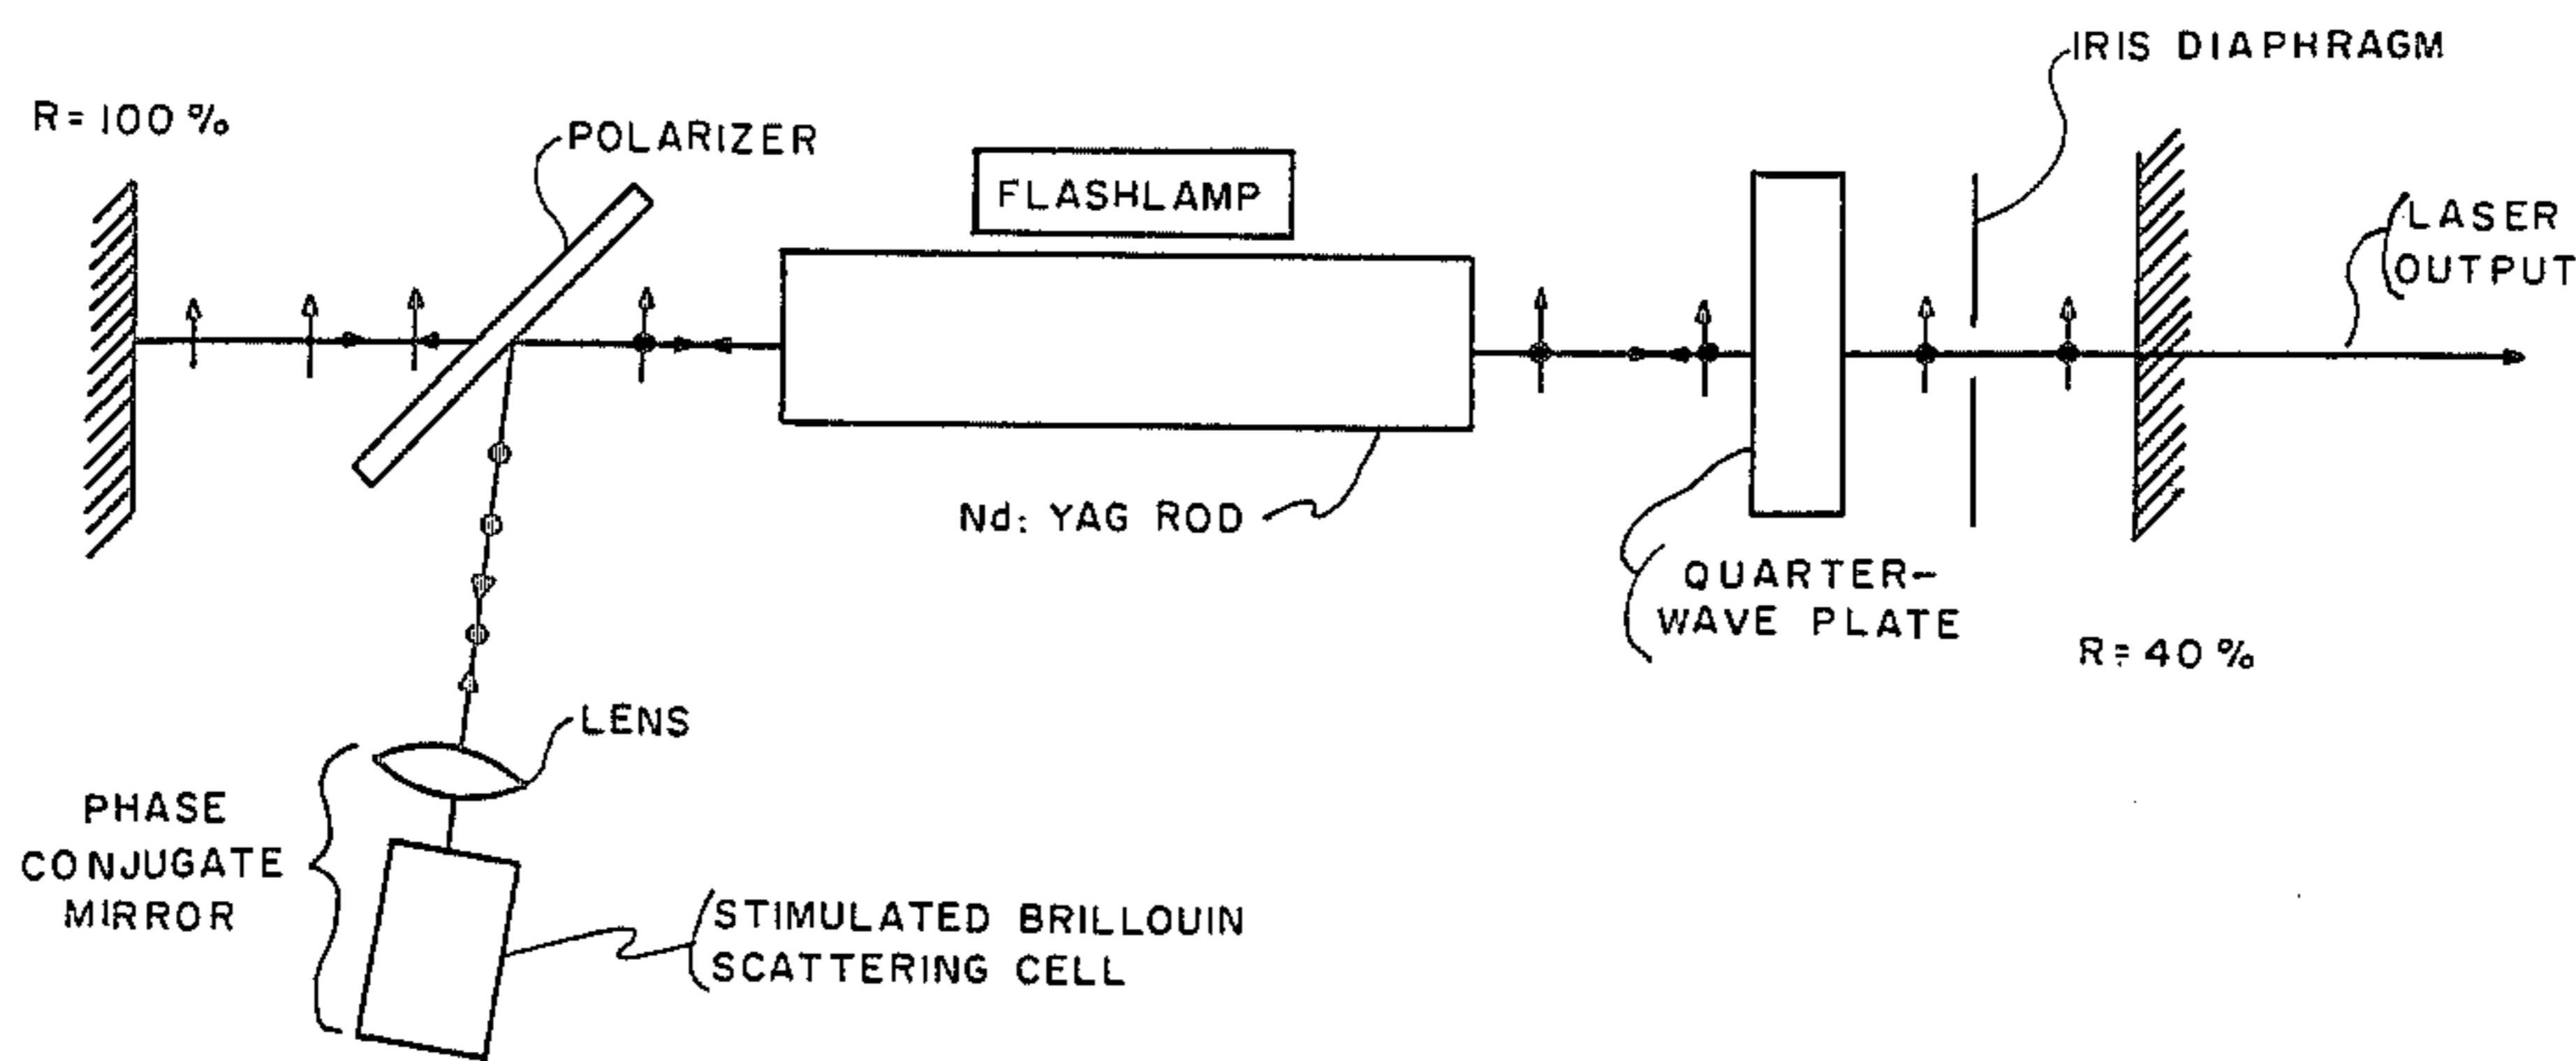 IRIS DIAPHRAGM
R= 100 %
POLARIZER
FLASHLAMP
LASER
OUTPUT
Nd: YAG ROD
QUARTER-
WAVE PLATE
R= 40 %
LENS
PHASE
CONJUGATE
MIRROR
STIMULATED BRILLOUIN
SCATTERING CELL